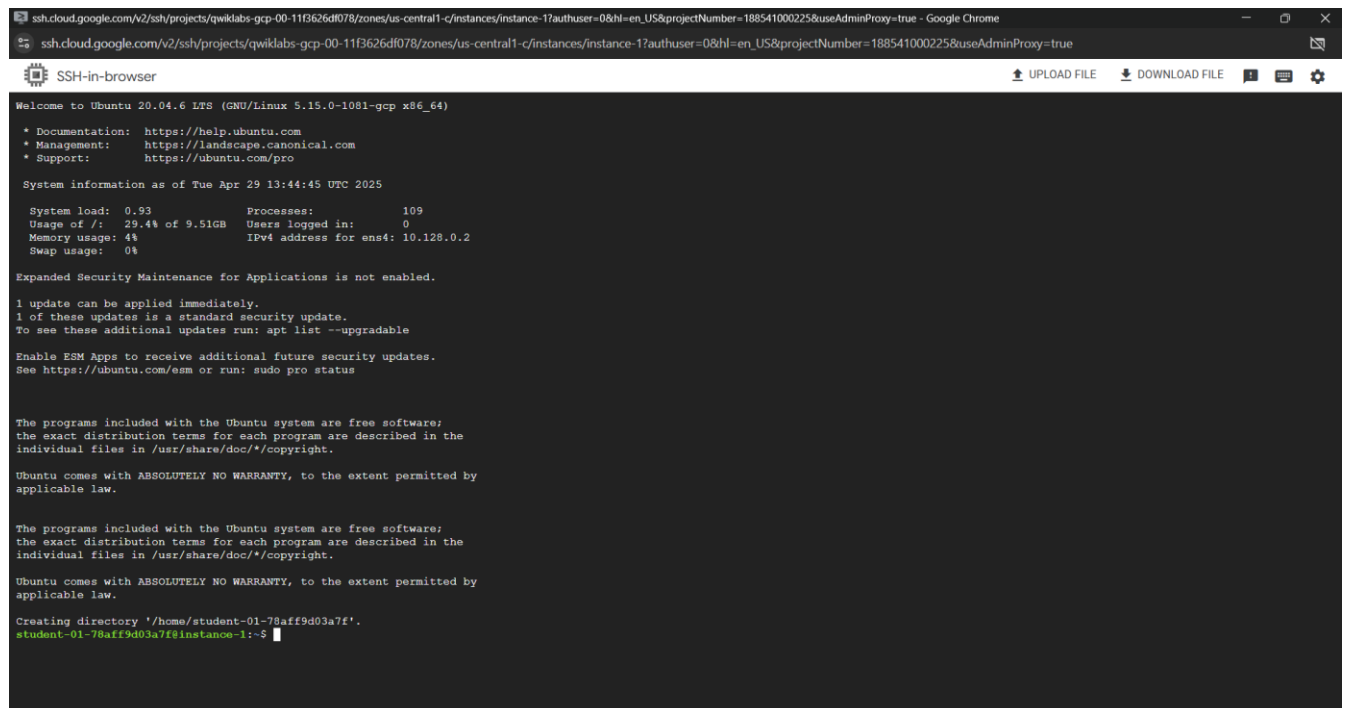 ssh.cloud.google.com/v2/ssh/projects/qwiklabs-gcp-00-11f3626df078/zones/us-central1-c/instances/instance-1?authuser=0&hl=en_US&projectNumber=188541000225&useAdminProxy=true - Google Chrome
ssh.cloud.google.com/v2/ssh/projects/qwiklabs-gcp-00-11f3626df078/zones/us-central1-c/instances/instance-1?authuser=0&hl=en_US&projectNumber=188541000225&useAdminProxy=true
SSH-in-browser UPLOAD FILE DOWNLOAD FILE
Welcome to Ubuntu 20.04.6 LTS (GNU/Linux 5.15.0-1081-gcp x86_64)
* Documentation: https://help.ubuntu.com
* Management: https://landscape.canonical.com
* Support: https://ubuntu.com/pro
System information as of Tue Apr 29 13:44:45 UTC 2025
System load: 0.93 Processes: 109
Usage of /: 29.4% of 9.51GB Users logged in: 0
Memory usage: 4% IPv4 address for ens4: 10.128.0.2
Swap usage: 0%
Expanded Security Maintenance for Applications is not enabled.
1 update can be applied immediately.
1 of these updates is a standard security update.
To see these additional updates run: apt list --upgradable
Enable ESM Apps to receive additional future security updates.
See https://ubuntu.com/esm or run: sudo pro status
The programs included with the Ubuntu system are free software;
the exact distribution terms for each program are described in the
individual files in /usr/share/doc/*/copyright.
Ubuntu comes with ABSOLUTELY NO WARRANTY, to the extent permitted by
applicable law.
The programs included with the Ubuntu system are free software;
the exact distribution terms for each program are described in the
individual files in /usr/share/doc/*/copyright.
Ubuntu comes with ABSOLUTELY NO WARRANTY, to the extent permitted by
applicable law.
Creating directory '/home/student-01-78aff9d03a7f'.
student-01-78aff9d03a7f@instance-1:~$